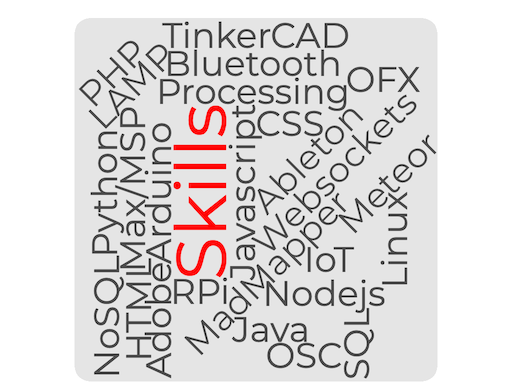 TinkerCAD
Bluetooth
Processing
OFX
PHP
LAMP
CSS
Ableton
Websockets
Meteor
MadMapper
Python
NoSQL
Max/MSP
HTML
Arduino
Adobe
Skills
Javascript
Linux
IoT
RPi
Nodejs
Java
OSC
SQL